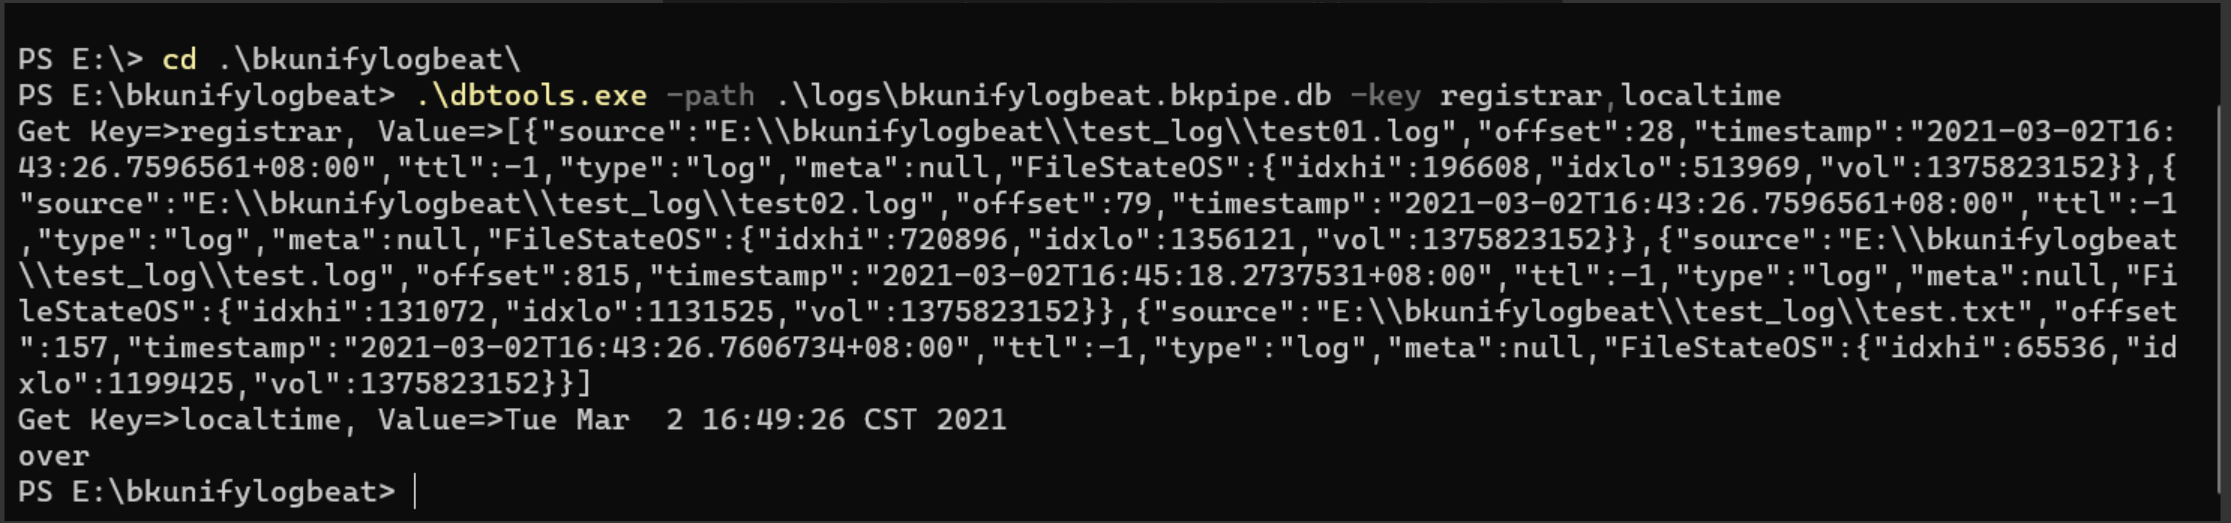 PS E:\> cd .\bkunifylogbeat\
PS E:\bkunifylogbeat> .\dbtools.exe -path .\logs\bkunifylogbeat.bkpipe.db -key registrar,localtime
Get Key=>registrar, Value=>[{"source":"E:\\bkunifylogbeat\\test_log\\test01.log","offset":28,"timestamp":"2021-03-02T16:
43:26.7596561+08:00","ttl":-1,"type":"log","meta":null,"FileStateOS":{"idxhi":196608,"idxlo":513969,"vol":1375823152}},{
"source":"E:\\bkunifylogbeat\\test_log\\test02.log","offset":79,"timestamp":"2021-03-02T16:43:26.7596561+08:00","ttl":-1
,"type":"log","meta":null,"FileStateOS":{"idxhi":720896,"idxlo":1356121,"vol":1375823152}},{"source":"E:\\bkunifylogbeat
\\test_log\\test.log","offset":815,"timestamp":"2021-03-02T16:45:18.2737531+08:00","ttl":-1,"type":"log","meta":null,"Fi
leStateOS":{"idxhi":131072,"idxlo":1131525,"vol":1375823152}},{"source":"E:\\bkunifylogbeat\\test_log\\test.txt","offset
":157,"timestamp":"2021-03-02T16:43:26.7606734+08:00","ttl":-1,"type":"log","meta":null,"FileStateOS":{"idxhi":65536,"id
xlo":1199425,"vol":1375823152}}]
Get Key=>localtime, Value=>Tue Mar  2 16:49:26 CST 2021
over
PS E:\bkunifylogbeat>